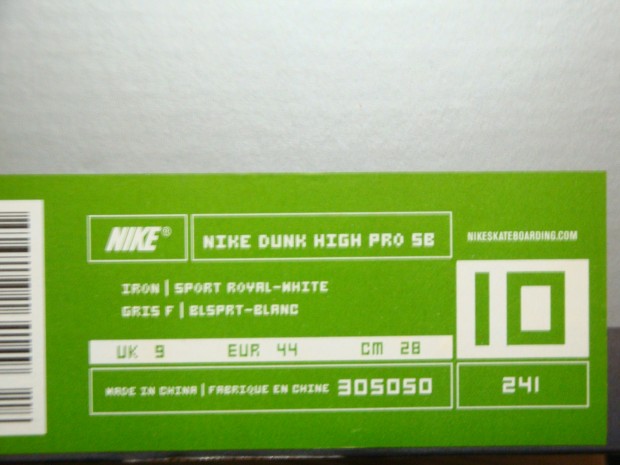 NIKE®
NIKE DUNK HIGH PRO SB
NIKESKATEBOARDING.COM
IRON | SPORT ROYAL-WHITE
GRIS F | BLSPRT-BLANC
10
UK 9 EUR 44 CM 28
MADE IN CHINA | FABRIQUE EN CHINE 305050
241